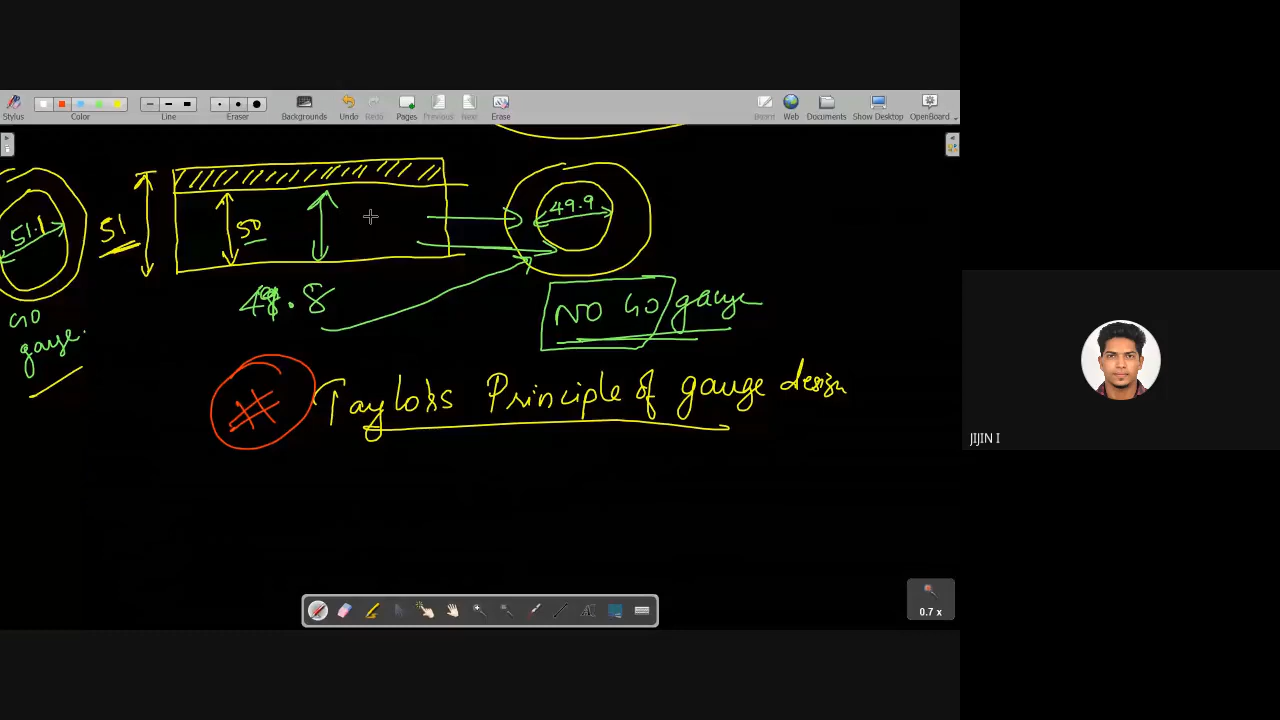 Stylus Color Line Eraser Backgrounds Undo Redo Pages Previous Next Erase Board Web Documents Show Desktop OpenBoard
51.1
51
50
49.9
GO
gauge.
49.8
NO GO gauge
# Taylor's Principle of gauge design
JIJIN I
0.7 x